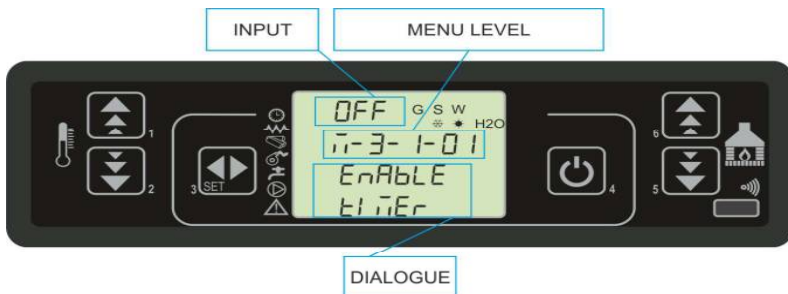 INPUT MENU LEVEL
OFF G S W
H2O
M-3-1-01
EnAbLE
tIMEr
1
2
3 SET
4
6
5
DIALOGUE